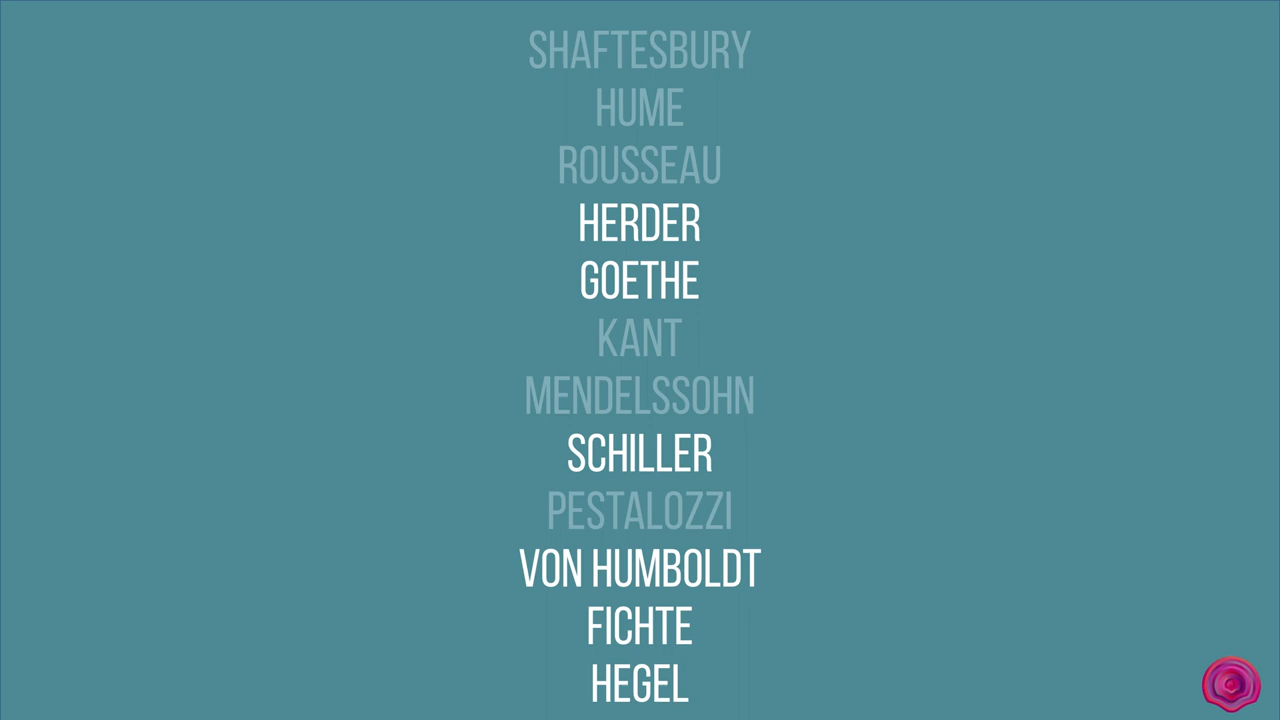 SHAFTESBURY
HUME
ROUSSEAU
HERDER
GOETHE
KANT
MENDELSSOHN
SCHILLER
PESTALOZZI
VON HUMBOLDT
FICHTE
HEGEL